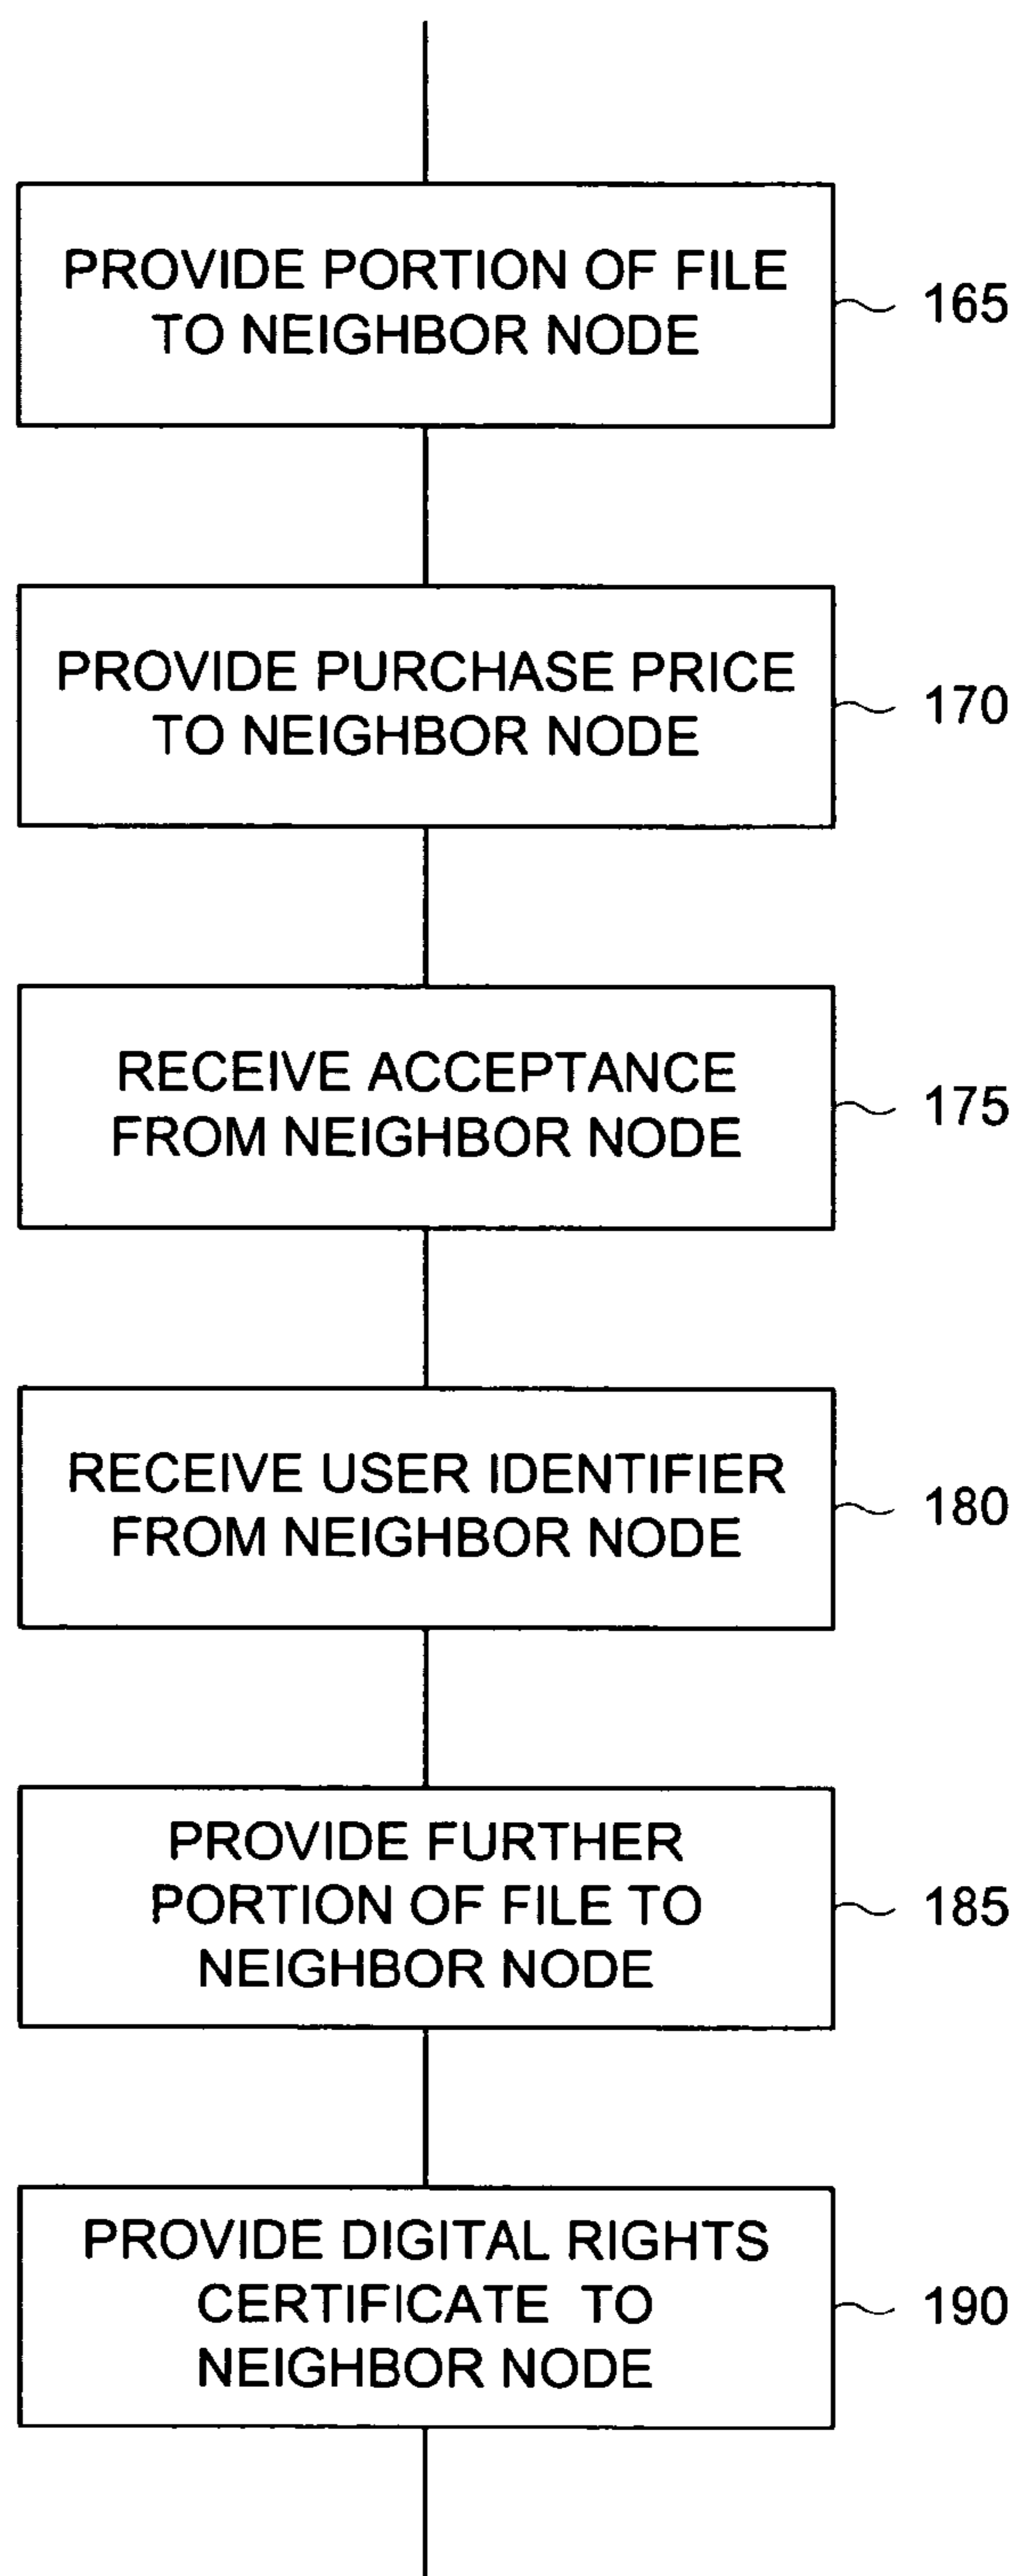 PROVIDE PORTION OF FILE
TO NEIGHBOR NODE
165
PROVIDE PURCHASE PRICE
TO NEIGHBOR NODE
170
RECEIVE ACCEPTANCE
FROM NEIGHBOR NODE
175
RECEIVE USER IDENTIFIER
FROM NEIGHBOR NODE
180
PROVIDE FURTHER
PORTION OF FILE TO
NEIGHBOR NODE
185
PROVIDE DIGITAL RIGHTS
CERTIFICATE TO
NEIGHBOR NODE
190